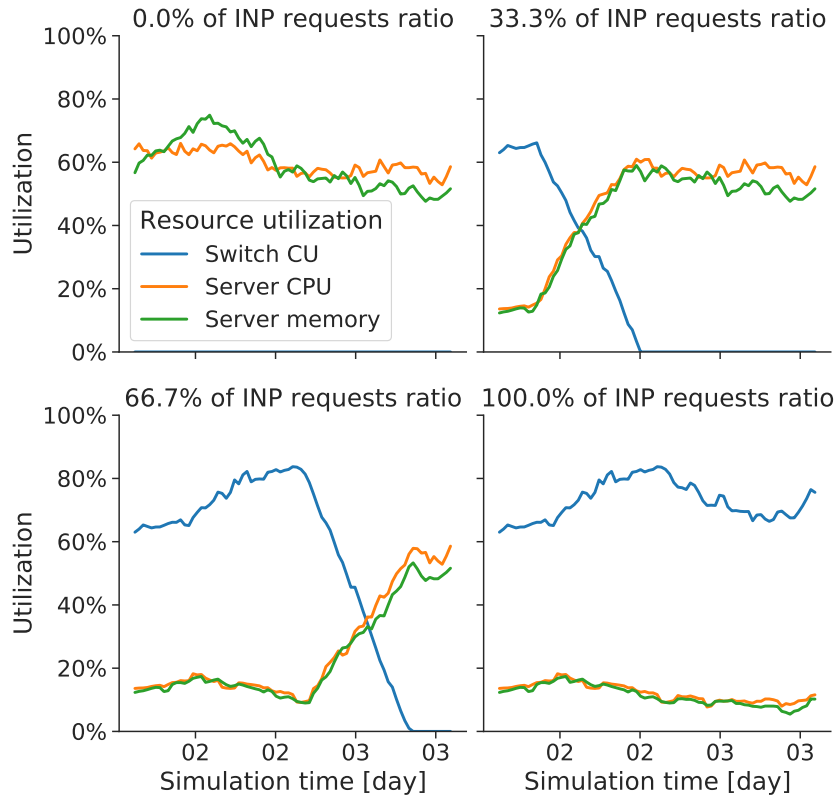 0.0% of INP requests ratio
33.3% of INP requests ratio
100%
80%
60%
40%
20%
0%
Utilization
Resource utilization
Switch CU
Server CPU
Server memory
66.7% of INP requests ratio
100.0% of INP requests ratio
100%
80%
60%
40%
20%
0%
Utilization
02 02 03 03
02 02 03 03
Simulation time [day]
Simulation time [day]